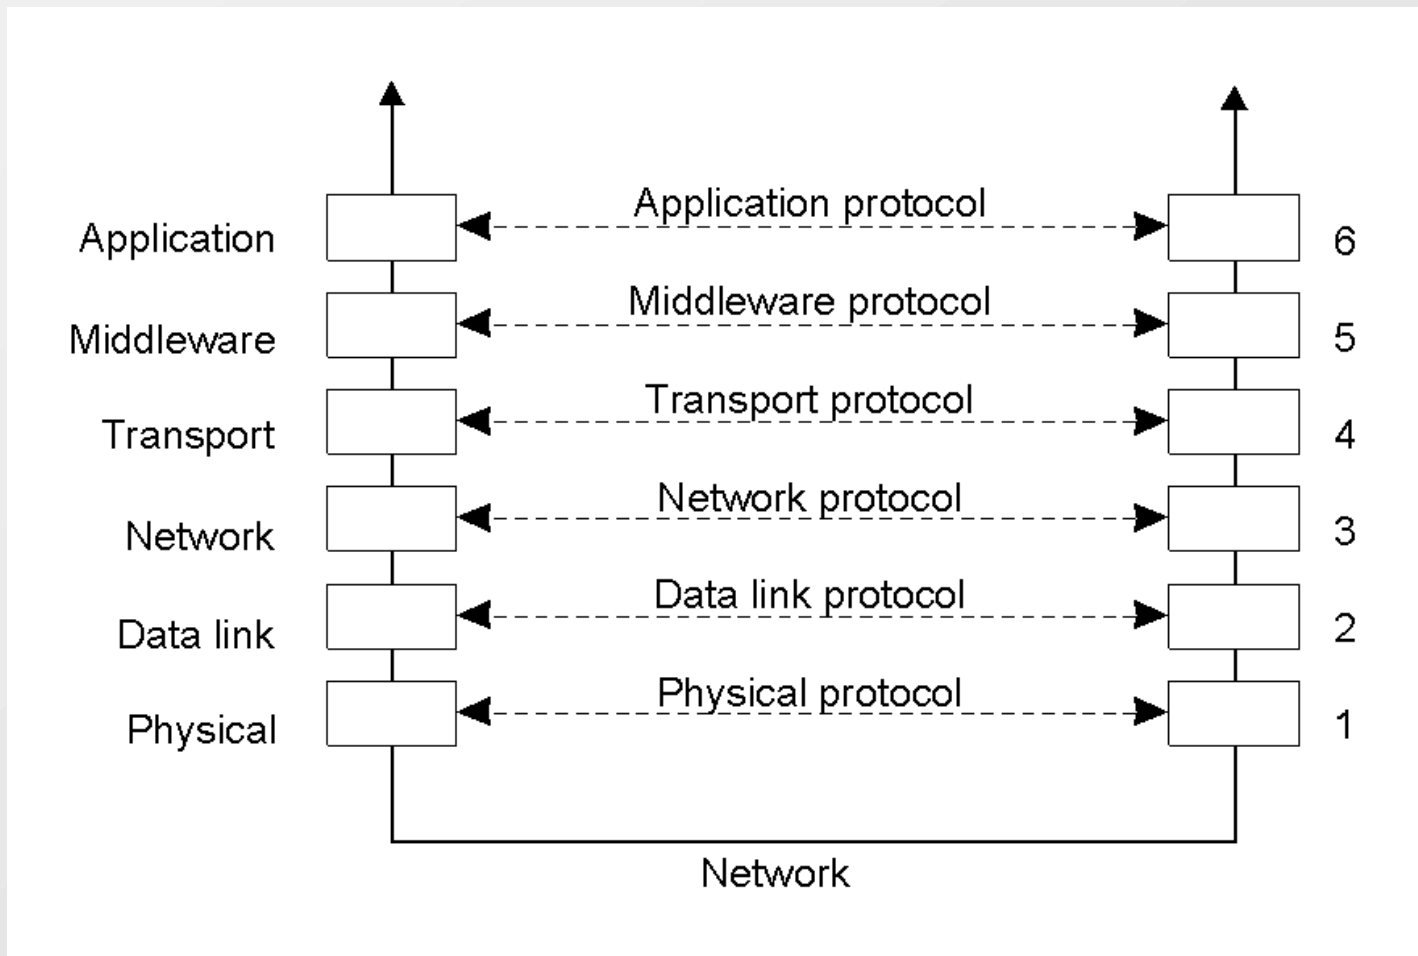 Application protocol
Application
6
Middleware protocol
Middleware
5
Transport protocol
Transport
4
Network protocol
Network
3
Data link protocol
Data link
2
Physical protocol
Physical
1
Network